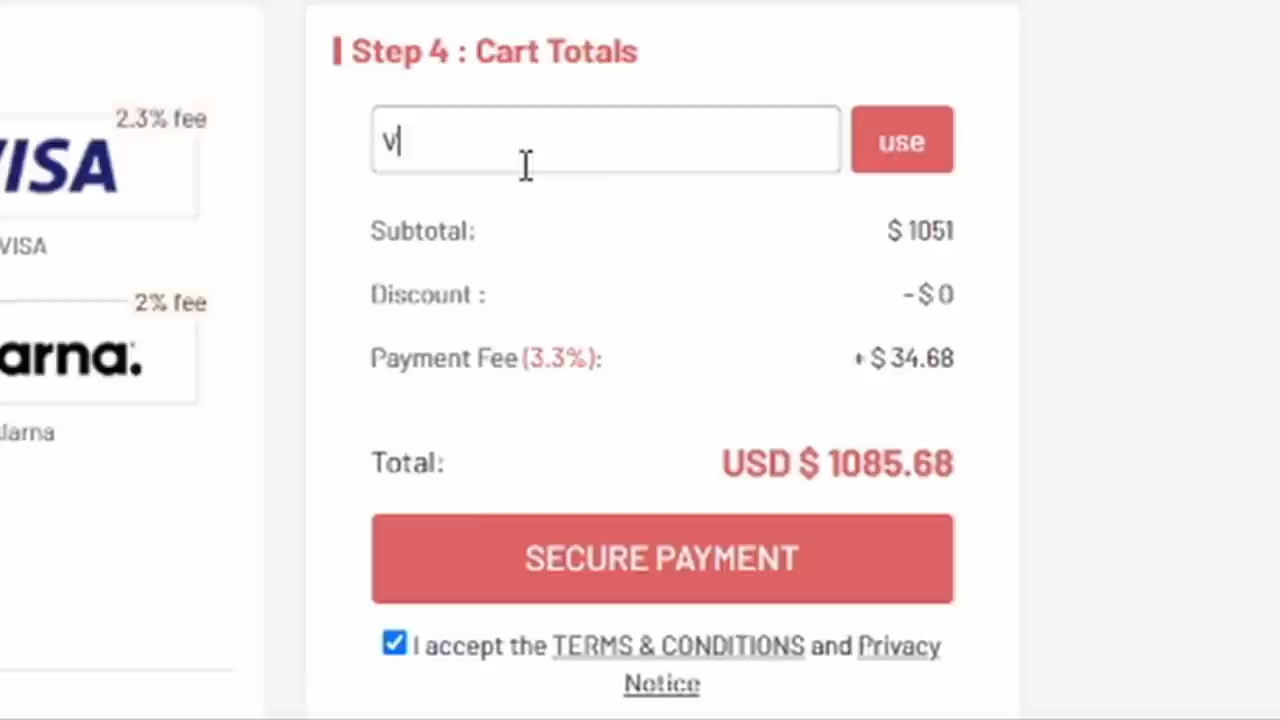 Step 4 : Cart Totals
2.3% fee
VISA
VISA
2% fee
arna.
larna
v
use
Subtotal: $ 1051
Discount : -$ 0
Payment Fee (3.3%): + $ 34.68
Total: USD $ 1085.68
SECURE PAYMENT
I accept the TERMS & CONDITIONS and Privacy
Notice